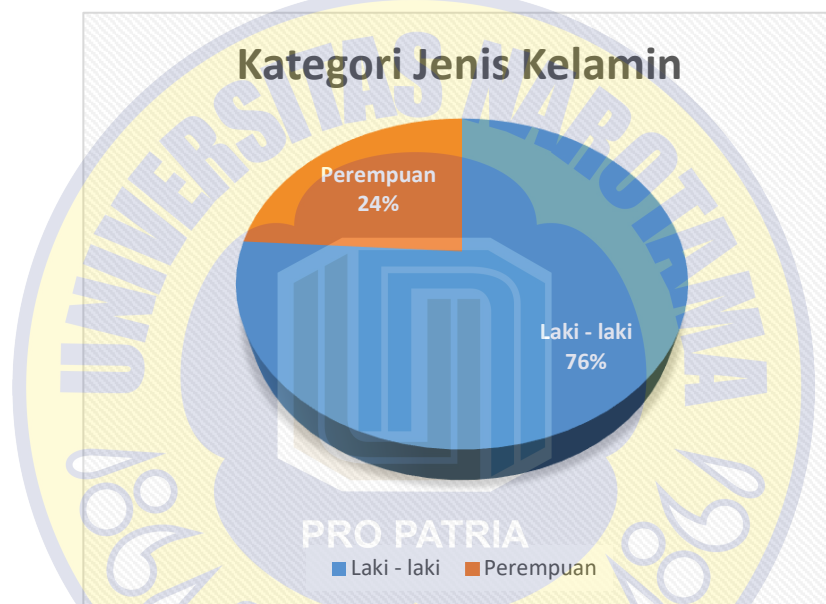 Kategori Jenis Kelamin
UNIVERSITAS NAROTAMA
Perempuan
24%
Laki - laki
76%
PRO PATRIA
Laki - laki Perempuan